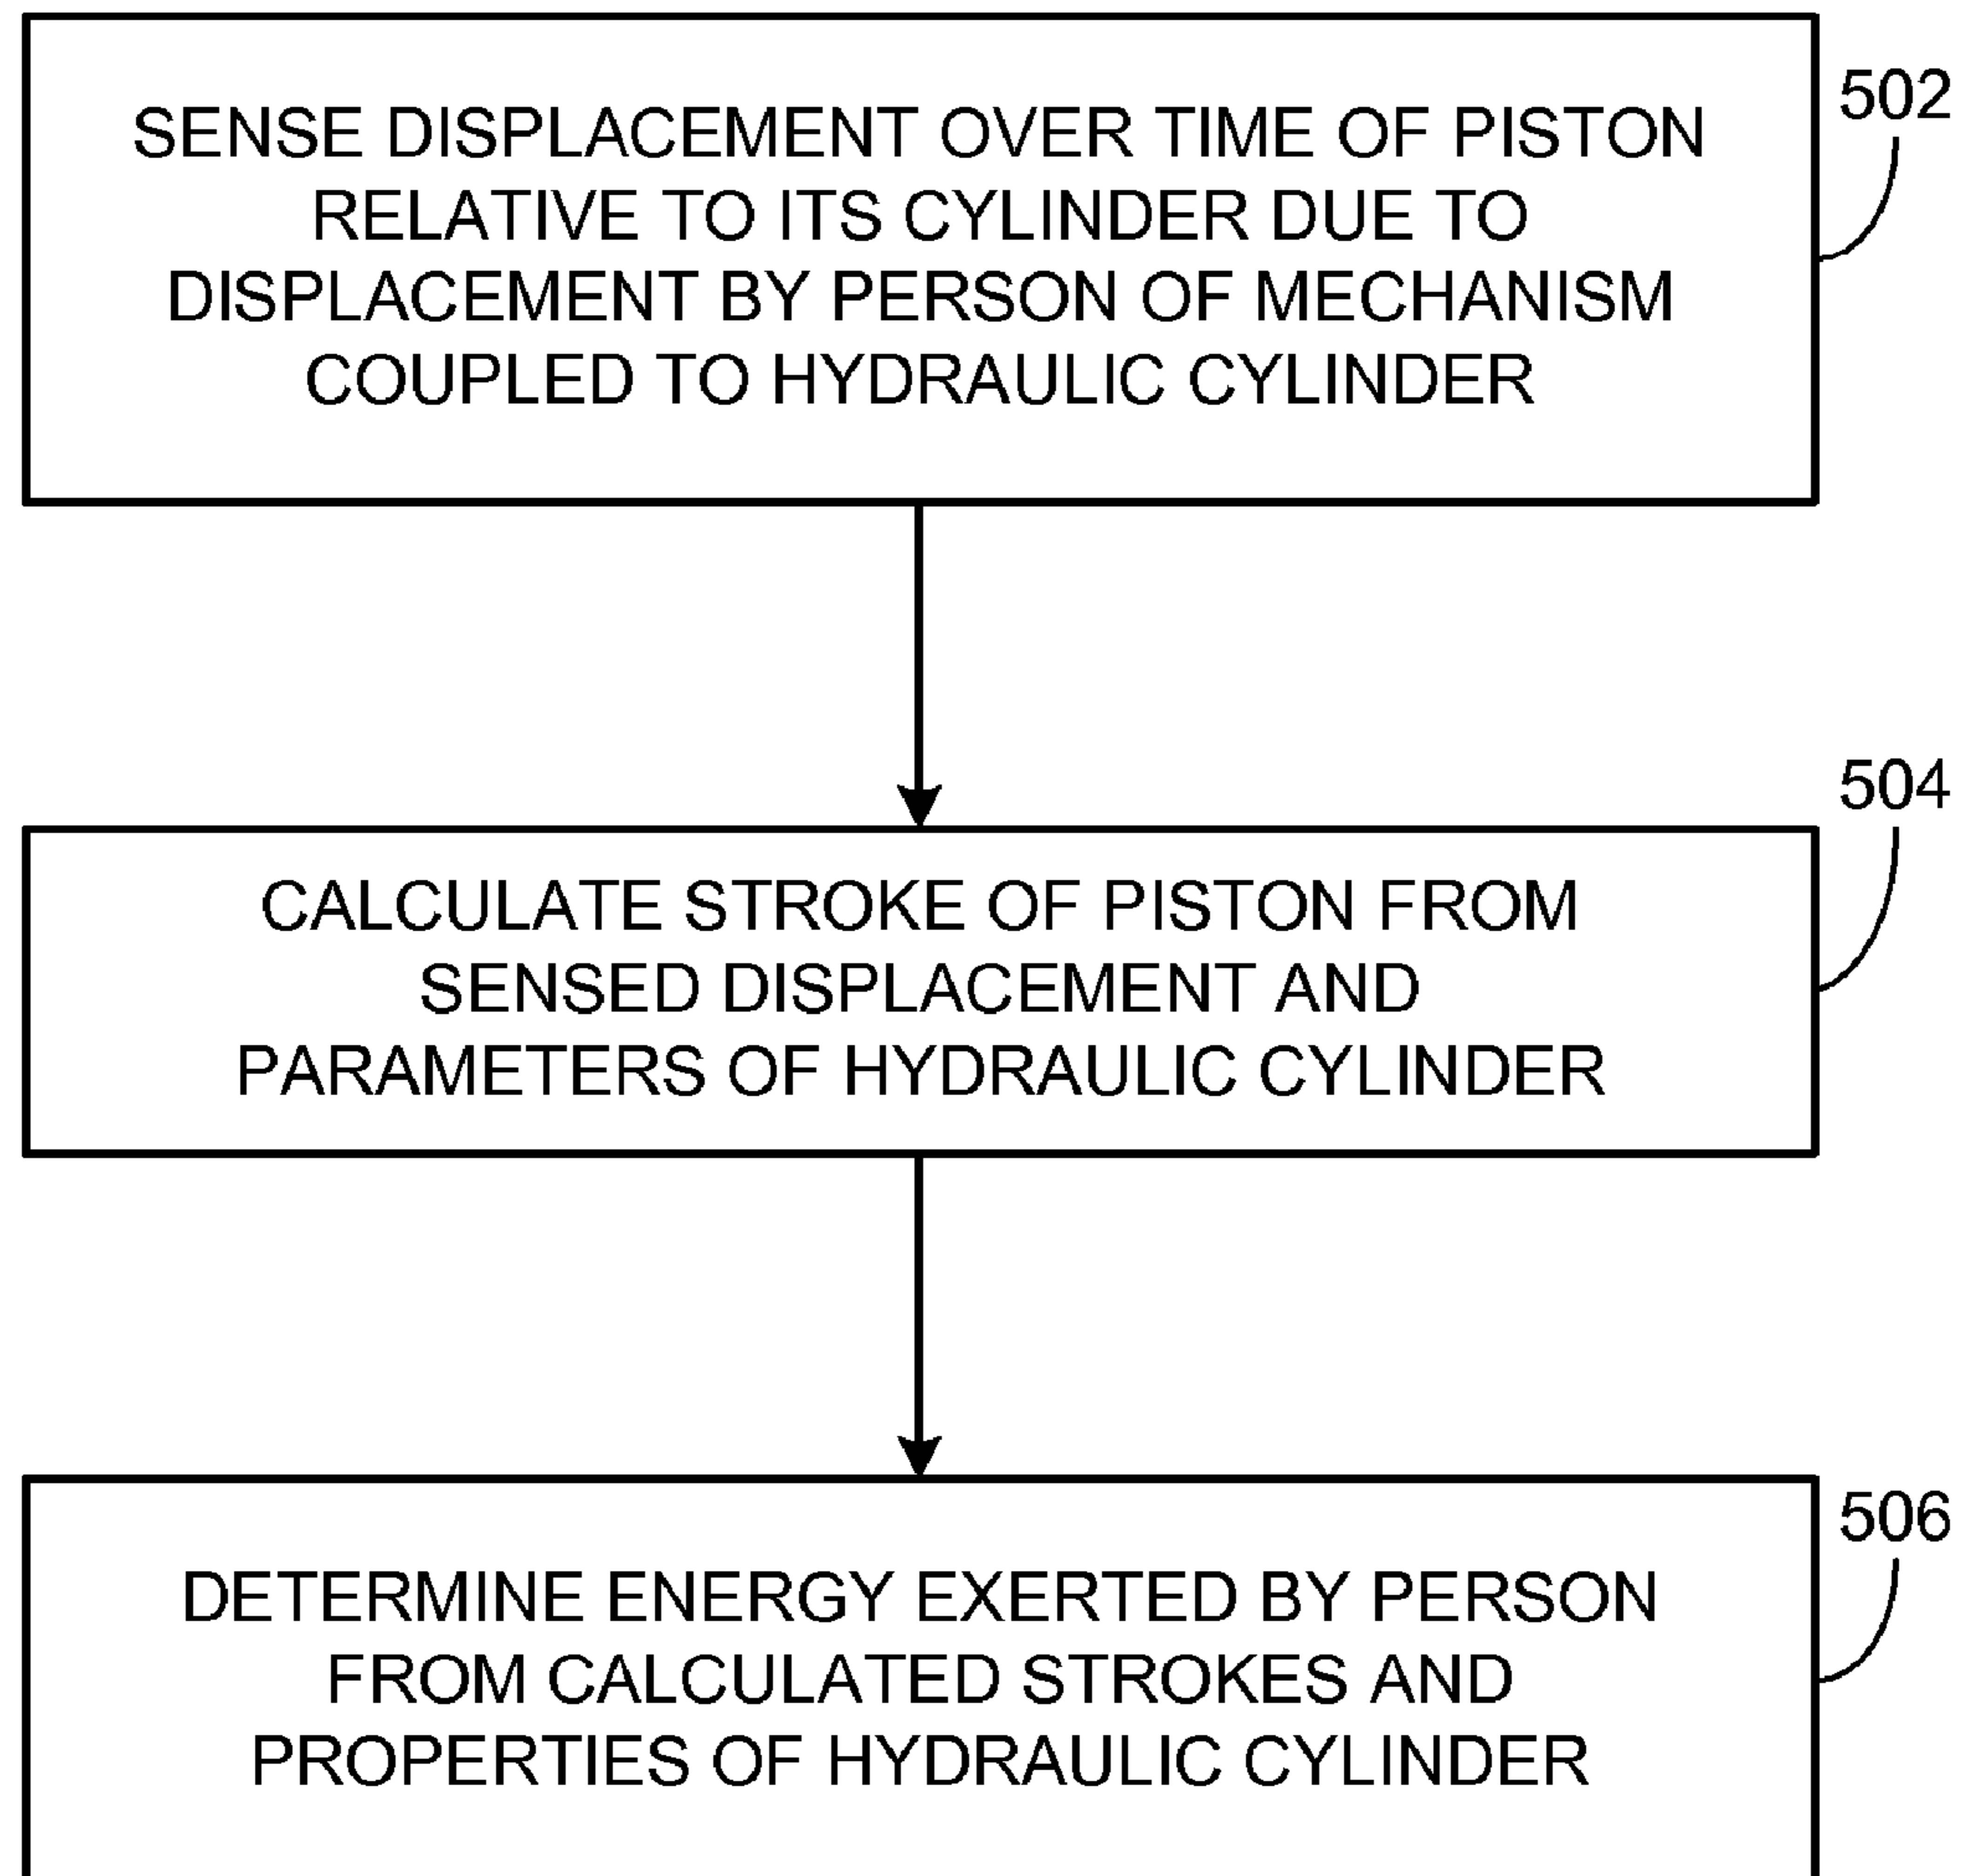 SENSE DISPLACEMENT OVER TIME OF PISTON
RELATIVE TO ITS CYLINDER DUE TO
DISPLACEMENT BY PERSON OF MECHANISM
COUPLED TO HYDRAULIC CYLINDER
502
CALCULATE STROKE OF PISTON FROM
SENSED DISPLACEMENT AND
PARAMETERS OF HYDRAULIC CYLINDER
504
DETERMINE ENERGY EXERTED BY PERSON
FROM CALCULATED STROKES AND
PROPERTIES OF HYDRAULIC CYLINDER
506